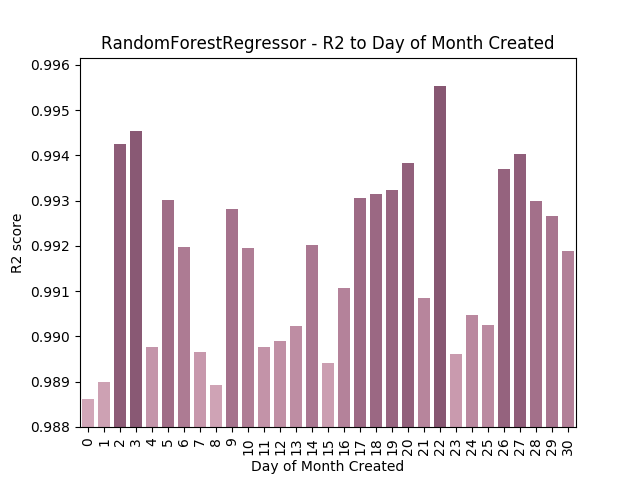 RandomForestRegressor - R2 to Day of Month Created
0.996
0.995
0.994
0.993
0.992
0.991
0.990
0.989
0.988
R2 score
0 1 2 3 4 5 6 7 8 9 10 11 12 13 14 15 16 17 18 19 20 21 22 23 24 25 26 27 28 29 30
Day of Month Created